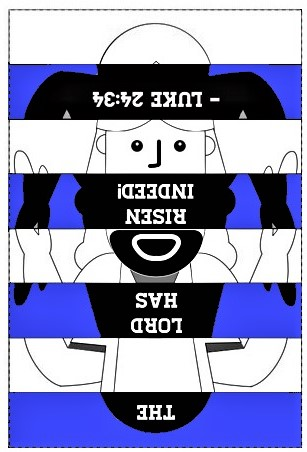 THE
LORD
HAS
RISEN
INDEED!
- LUKE 24:34